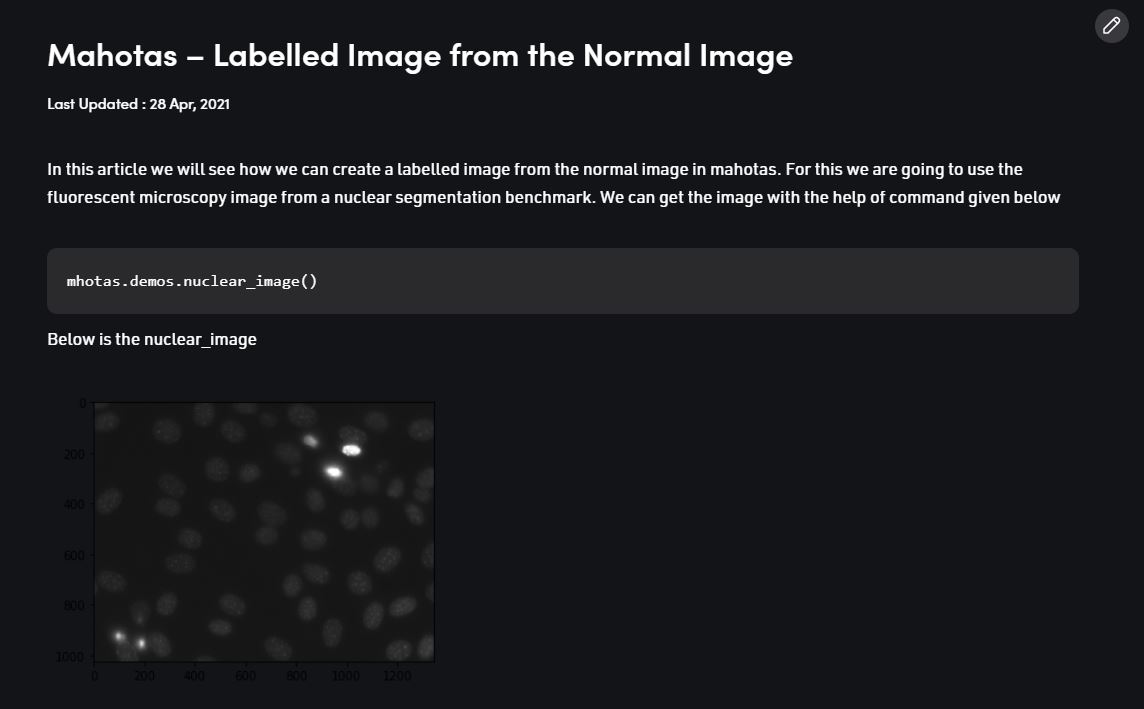 Mahotas – Labelled Image from the Normal Image
Last Updated : 28 Apr, 2021
In this article we will see how we can create a labelled image from the normal image in mahotas. For this we are going to use the
fluorescent microscopy image from a nuclear segmentation benchmark. We can get the image with the help of command given below
mhotas.demos.nuclear_image()
Below is the nuclear_image
0
200
400
600
800
1000
0 200 400 600 800 1000 1200